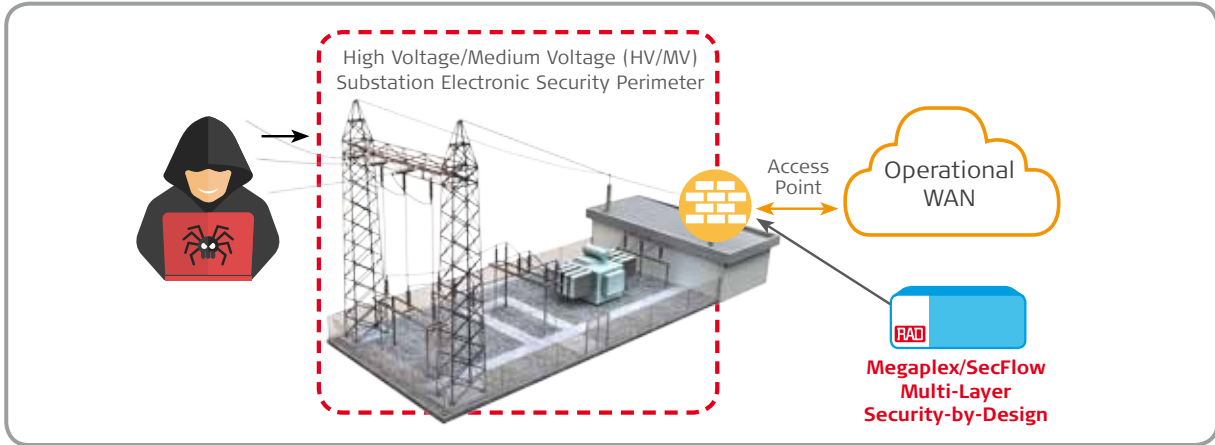 High Voltage/Medium Voltage (HV/MV)
Substation Electronic Security Perimeter
Access
Point
Operational
WAN
RAD
Megaplex/SecFlow
Multi-Layer
Security-by-Design